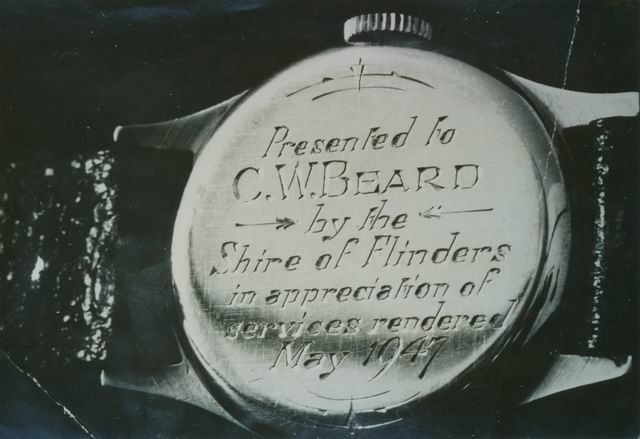 Presented to
C.W.BEARD
by the
Shire of Flinders
in appreciation of
services rendered
May 1947